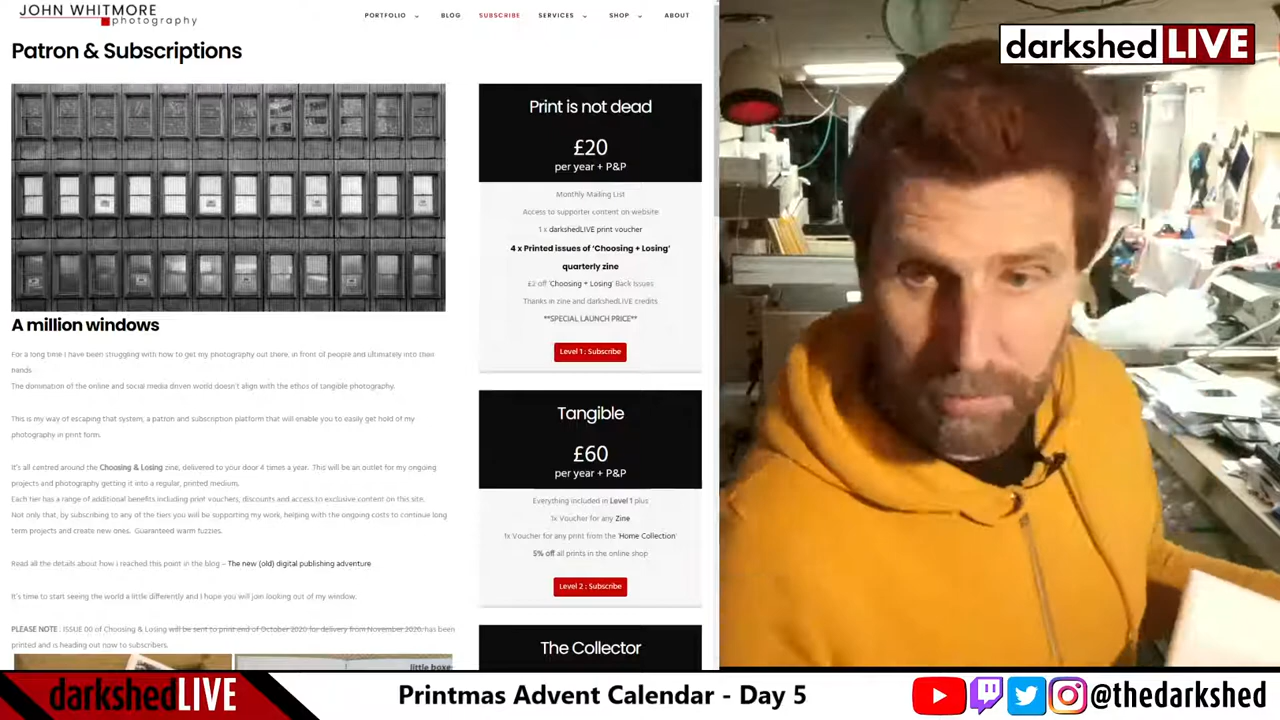 JOHN WHITMORE
photography
PORTFOLIO BLOG SUBSCRIBE SERVICES SHOP ABOUT
Patron & Subscriptions
A million windows
For a long time I have been struggling with how to get my photography out there, in front of people and ultimately into their
hands
The domination of the online and social media driven world doesn't align with the ethos of tangible photography.
This is my way of escaping that system, a patron and subscription platform that will enable you to easily get hold of my
photography in print form.
It's all centred around the Choosing & Losing zine, delivered to your door 4 times a year. This will be an outlet for my ongoing
projects and photography getting it into a regular, printed medium.
Each tier has a range of additional benefits including print vouchers, discounts and access to exclusive content on this site.
Not only that, by subscribing to any of the tiers you will be supporting my work, helping with the ongoing costs to continue long
term projects and create new ones. Guaranteed warm fuzzies.
Read all the details about how i reached this point in the blog – The new (old) digital publishing adventure
It's time to start seeing the world a little differently and I hope you will join looking out of my window.
PLEASE NOTE : ISSUE 00 of Choosing & Losing will be sent to print end of October 2020 for delivery from November 2020. has been
printed and is heading out now to subscribers.
little boxe
Print is not dead
£20
per year + P&P
Monthly Mailing List
Access to supporter content on website
1 x darkshedLIVE print voucher
4 x Printed issues of 'Choosing + Losing'
quarterly zine
£2 off 'Choosing + Losing' Back Issues
Thanks in zine and darkshedLIVE credits
**SPECIAL LAUNCH PRICE**
Level 1 ; Subscribe
Tangible
£60
per year + P&P
Everything included in Level 1 plus
1x Voucher for any Zine
1x Voucher for any print from the 'Home Collection'
5% off all prints in the online shop
Level 2 ; Subscribe
The Collector
darkshed LIVE
darkshedLIVE
Printmas Advent Calendar - Day 5
@thedarkshed